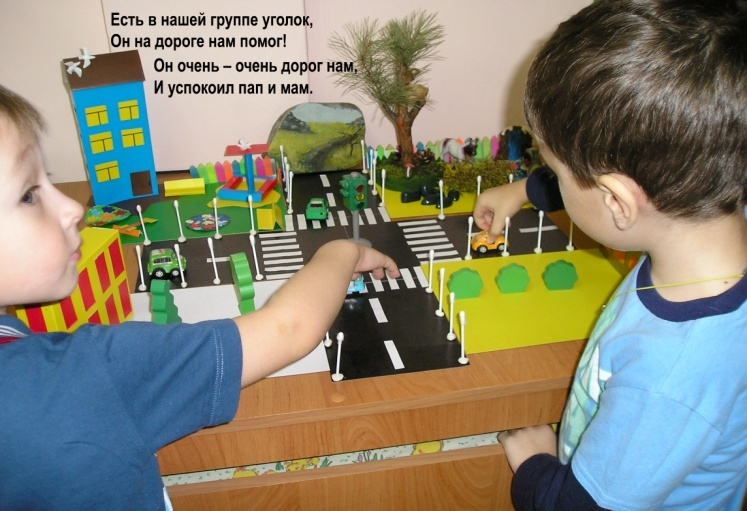 Есть в нашей группе уголок,
Он на дороге нам помог!
Он очень – очень дорог нам,
И успокоил пап и мам.